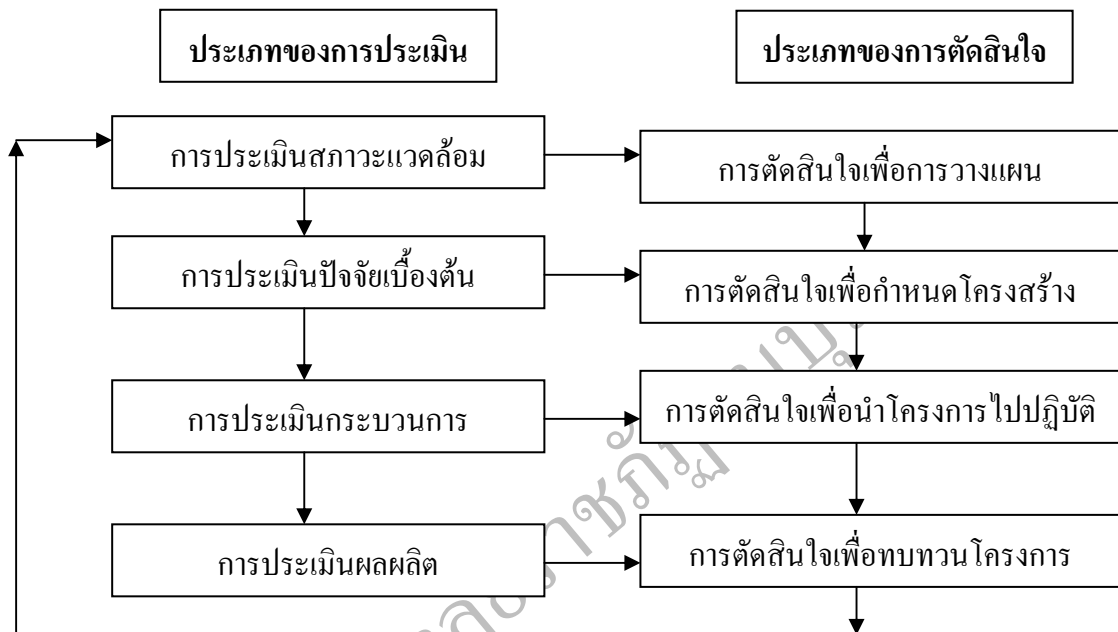 ประเภทของการประเมิน
ประเภทของการตัดสินใจ
การประเมินสภาวะแวดล้อม
การตัดสินใจเพื่อการวางแผน
การประเมินปัจจัยเบื้องต้น
การตัดสินใจเพื่อกำหนดโครงสร้าง
การประเมินกระบวนการ
การตัดสินใจเพื่อนำโครงการไปปฏิบัติ
การประเมินผลผลิต
การตัดสินใจเพื่อทบทวนโครงการ